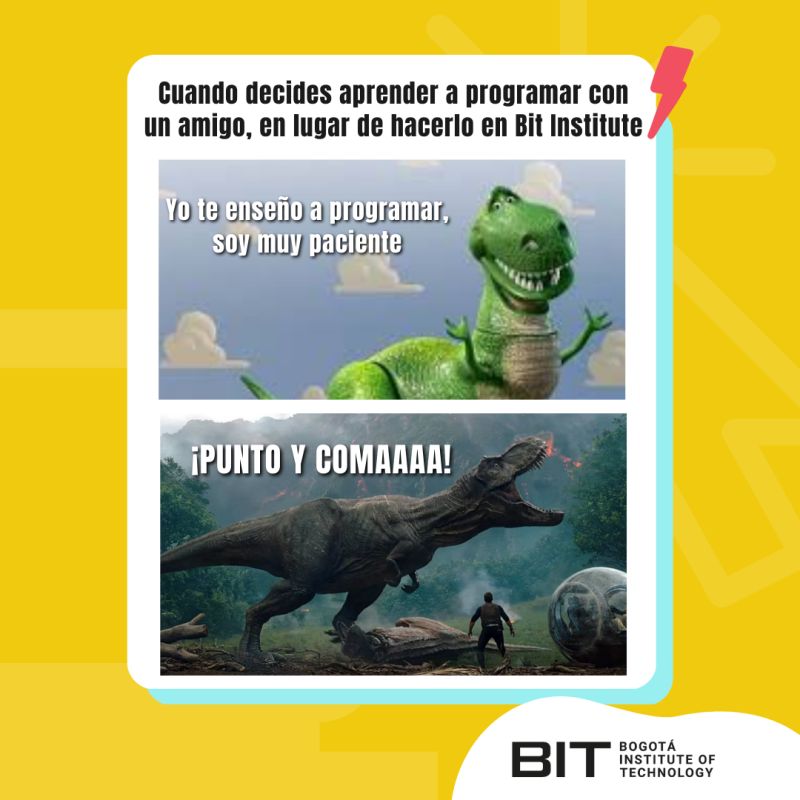 Cuando decides aprender a programar con
un amigo, en lugar de hacerlo en Bit Institute
Yo te enseño a programar,
soy muy paciente
¡PUNTO Y COMAAAA!
BIT
BOGOTÁ
INSTITUTE OF
TECHNOLOGY